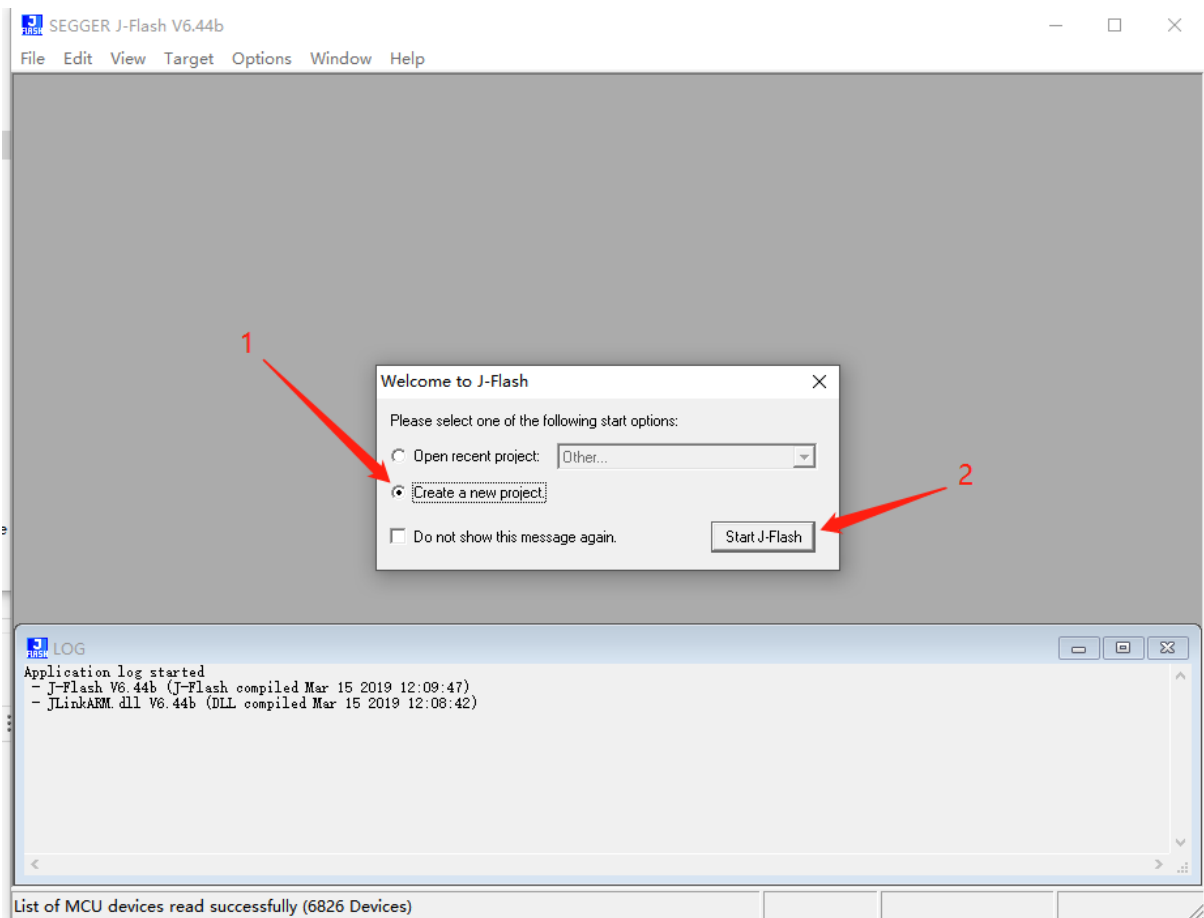 SEGGER J-Flash V6.44b
File Edit View Target Options Window Help
1
Welcome to J-Flash
Please select one of the following start options:
Open recent project: Other...
Create a new project.
2
Do not show this message again. Start J-Flash
LOG
Application log started
- J-Flash V6.44b (J-Flash compiled Mar 15 2019 12:09:47)
- JLinkARM.dll V6.44b (DLL compiled Mar 15 2019 12:08:42)
List of MCU devices read successfully (6826 Devices)